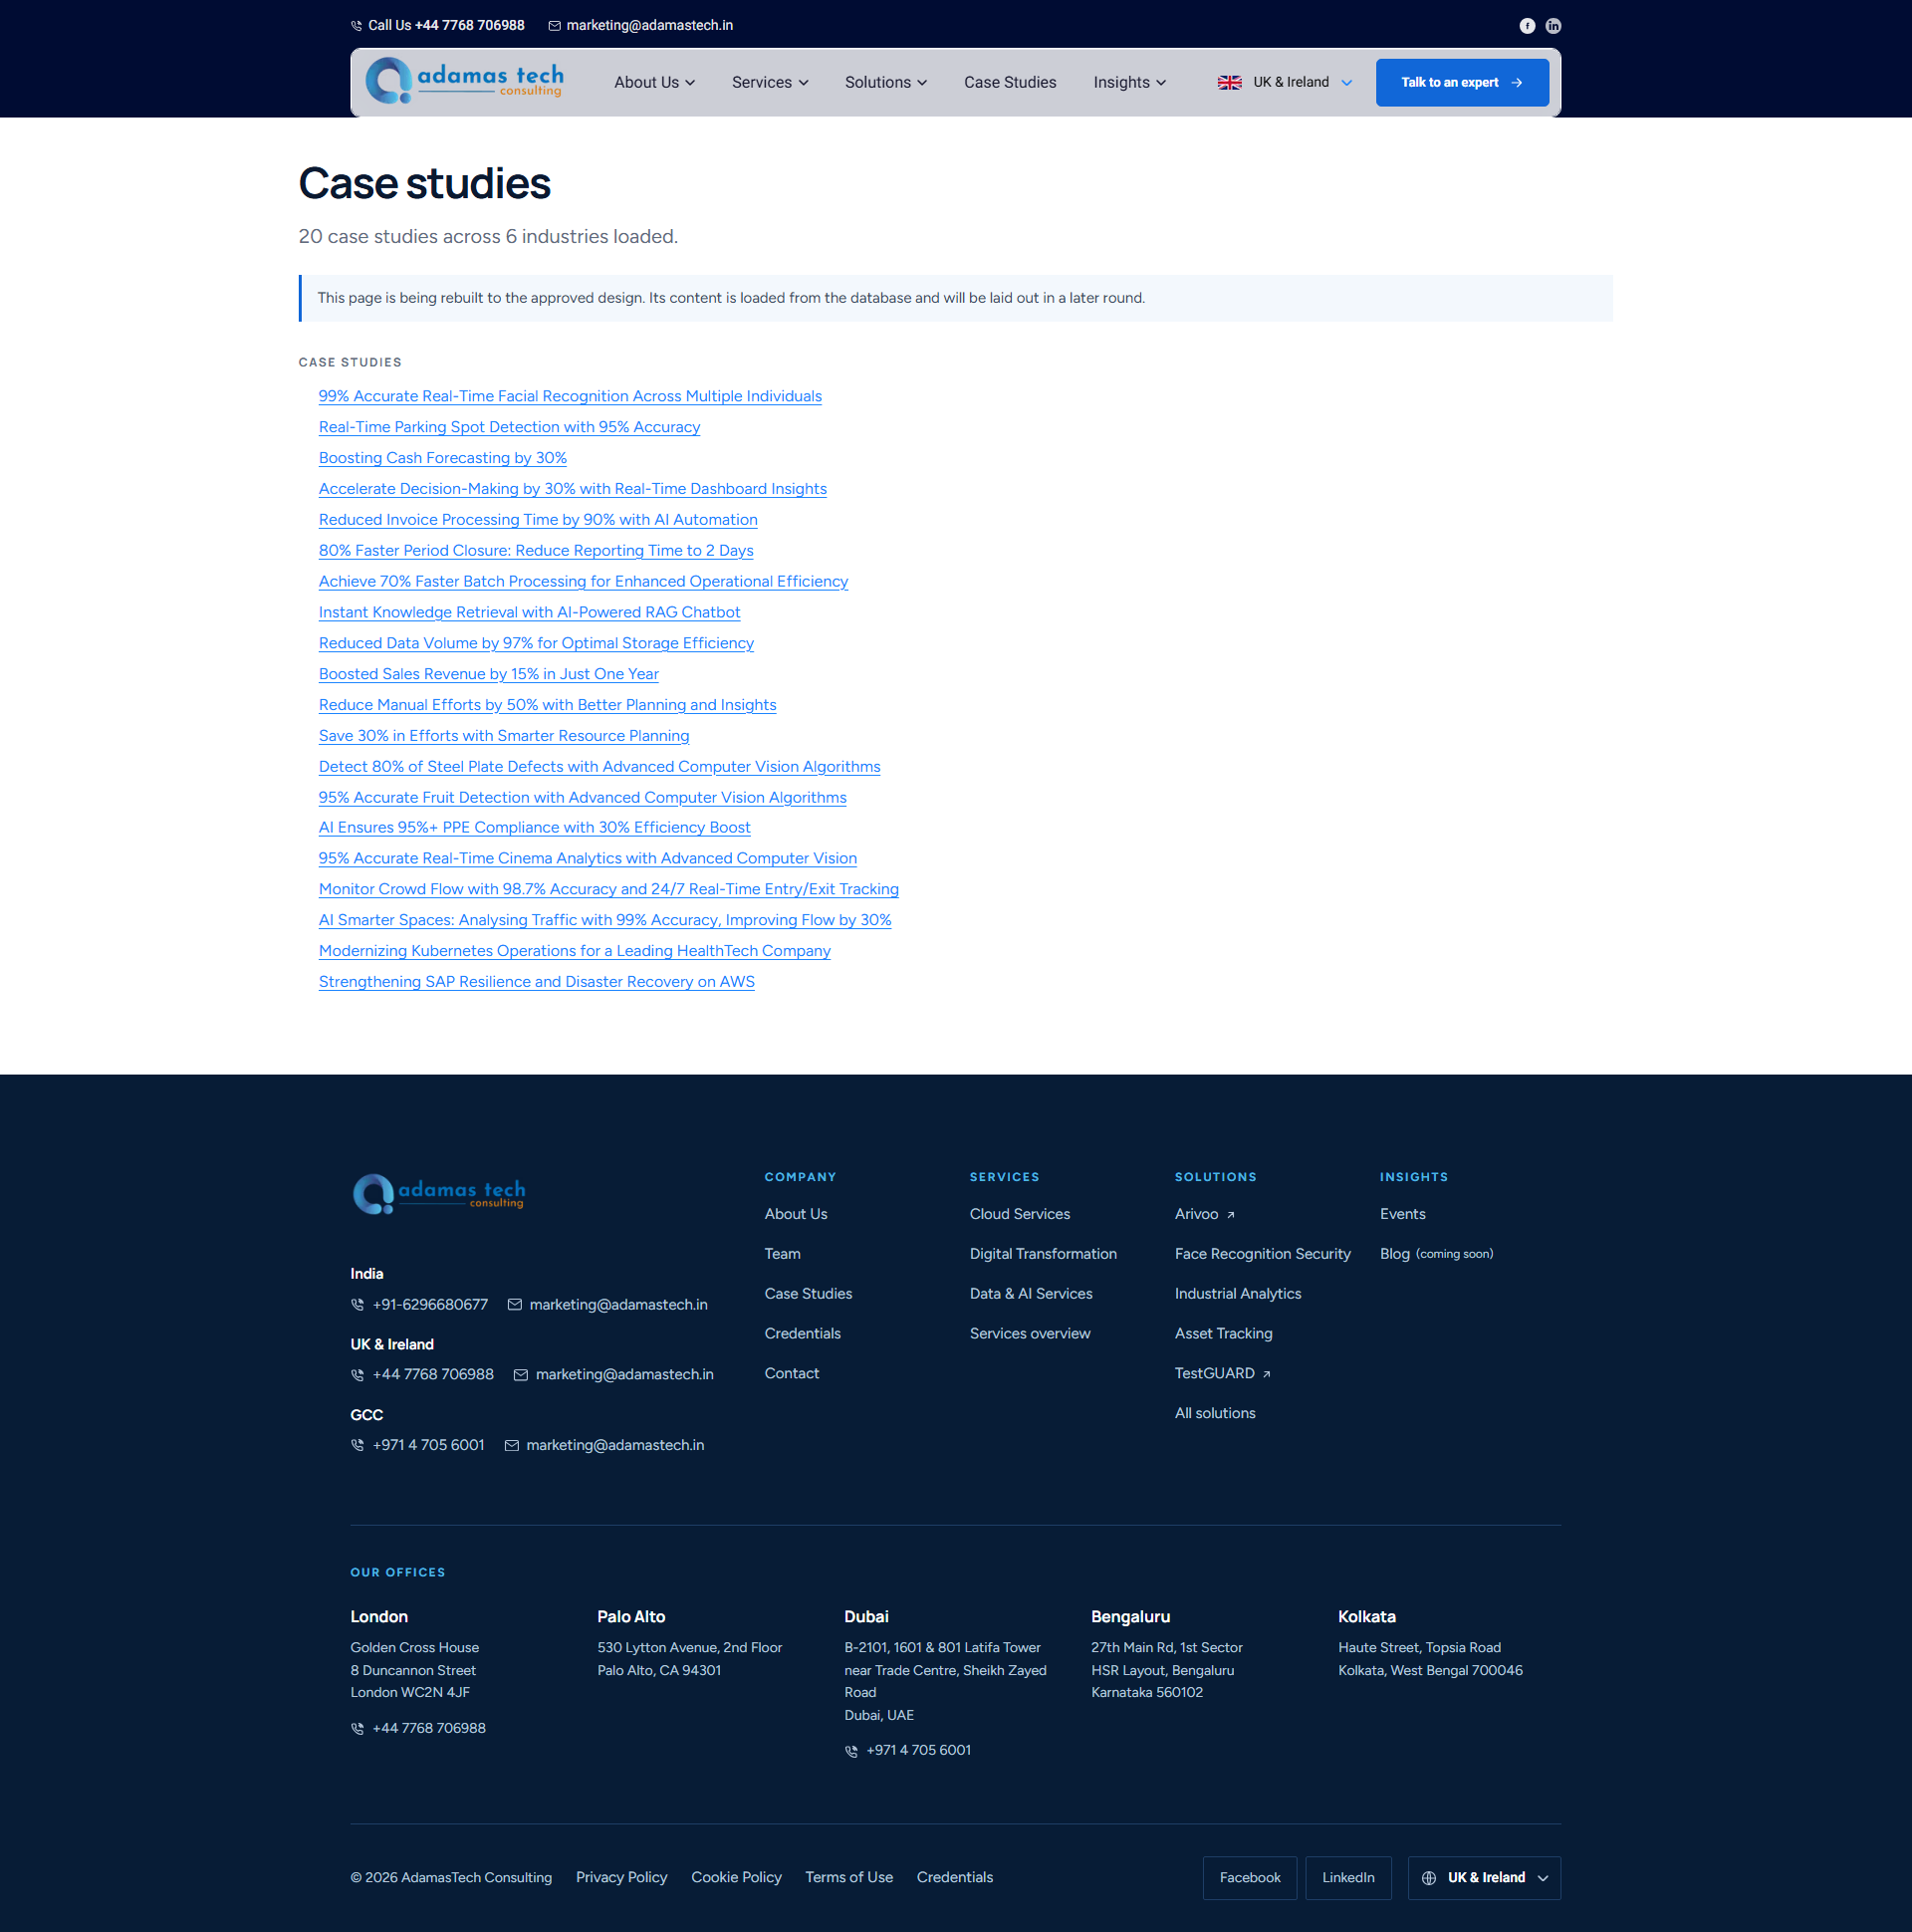 Call Us +44 7768 706988 marketing@adamastech.in f in
adamas tech
consulting
About Us Services Solutions Case Studies Insights UK & Ireland Talk to an expert →
Case studies
20 case studies across 6 industries loaded.
This page is being rebuilt to the approved design. Its content is loaded from the database and will be laid out in a later round.
CASE STUDIES
99% Accurate Real-Time Facial Recognition Across Multiple Individuals
Real-Time Parking Spot Detection with 95% Accuracy
Boosting Cash Forecasting by 30%
Accelerate Decision-Making by 30% with Real-Time Dashboard Insights
Reduced Invoice Processing Time by 90% with AI Automation
80% Faster Period Closure: Reduce Reporting Time to 2 Days
Achieve 70% Faster Batch Processing for Enhanced Operational Efficiency
Instant Knowledge Retrieval with AI-Powered RAG Chatbot
Reduced Data Volume by 97% for Optimal Storage Efficiency
Boosted Sales Revenue by 15% in Just One Year
Reduce Manual Efforts by 50% with Better Planning and Insights
Save 30% in Efforts with Smarter Resource Planning
Detect 80% of Steel Plate Defects with Advanced Computer Vision Algorithms
95% Accurate Fruit Detection with Advanced Computer Vision Algorithms
AI Ensures 95%+ PPE Compliance with 30% Efficiency Boost
95% Accurate Real-Time Cinema Analytics with Advanced Computer Vision
Monitor Crowd Flow with 98.7% Accuracy and 24/7 Real-Time Entry/Exit Tracking
AI Smarter Spaces: Analysing Traffic with 99% Accuracy, Improving Flow by 30%
Modernizing Kubernetes Operations for a Leading HealthTech Company
Strengthening SAP Resilience and Disaster Recovery on AWS
adamas tech
consulting
India
+91-6296680677 marketing@adamastech.in
UK & Ireland
+44 7768 706988 marketing@adamastech.in
GCC
+971 4 705 6001 marketing@adamastech.in
COMPANY
About Us
Team
Case Studies
Credentials
Contact
SERVICES
Cloud Services
Digital Transformation
Data & AI Services
Services overview
SOLUTIONS
Arivoo ↗
Face Recognition Security
Industrial Analytics
Asset Tracking
TestGUARD ↗
All solutions
INSIGHTS
Events
Blog (coming soon)
OUR OFFICES
London
Golden Cross House
8 Duncannon Street
London WC2N 4JF
+44 7768 706988
Palo Alto
530 Lytton Avenue, 2nd Floor
Palo Alto, CA 94301
Dubai
B-2101, 1601 & 801 Latifa Tower
near Trade Centre, Sheikh Zayed
Road
Dubai, UAE
+971 4 705 6001
Bengaluru
27th Main Rd, 1st Sector
HSR Layout, Bengaluru
Karnataka 560102
Kolkata
Haute Street, Topsia Road
Kolkata, West Bengal 700046
© 2026 AdamasTech Consulting Privacy Policy Cookie Policy Terms of Use Credentials Facebook LinkedIn UK & Ireland